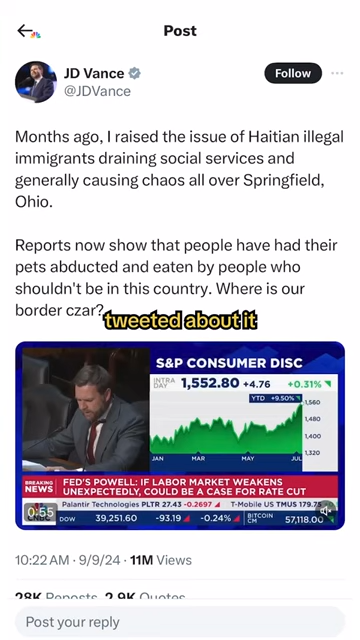 Post
JD Vance
@JDVance
Follow
Months ago, I raised the issue of Haitian illegal
immigrants draining social services and
generally causing chaos all over Springfield,
Ohio.
Reports now show that people have had their
pets abducted and eaten by people who
shouldn't be in this country. Where is our
border czar?
tweeted about it
S&P CONSUMER DISC
INTRA DAY 1,552.80 +4.76 +0.31%
YTD +9.50%
1,560
1,480
1,400
1,320
JAN MAR MAY JUL
BREAKING NEWS
FED'S POWELL: IF LABOR MARKET WEAKENS
UNEXPECTEDLY, COULD BE A CASE FOR RATE CUT
0:55
CNBC
Palantir Technologies PLTR 27.43 -0.2697 T-Mobile US TMUS 179.75
DOW 39,251.60 -93.19 -0.24% BITCOIN CM 57,118.00
10:22 AM · 9/9/24 · 11M Views
28K Reposts 2.9K Quotes
Post your reply